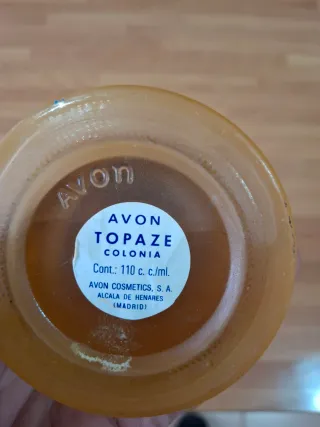 AVON
AVON
TOPAZE
COLONIA
Cont.: 110 c. c./ml.
AVON COSMETICS, S. A.
ALCALA DE HENARES
(MADRID)